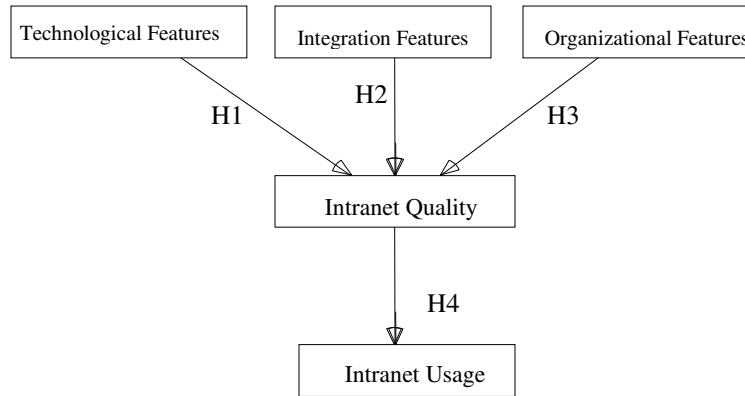 Technological Features
Integration Features
Organizational Features
H1
H2
H3
Intranet Quality
H4
Intranet Usage